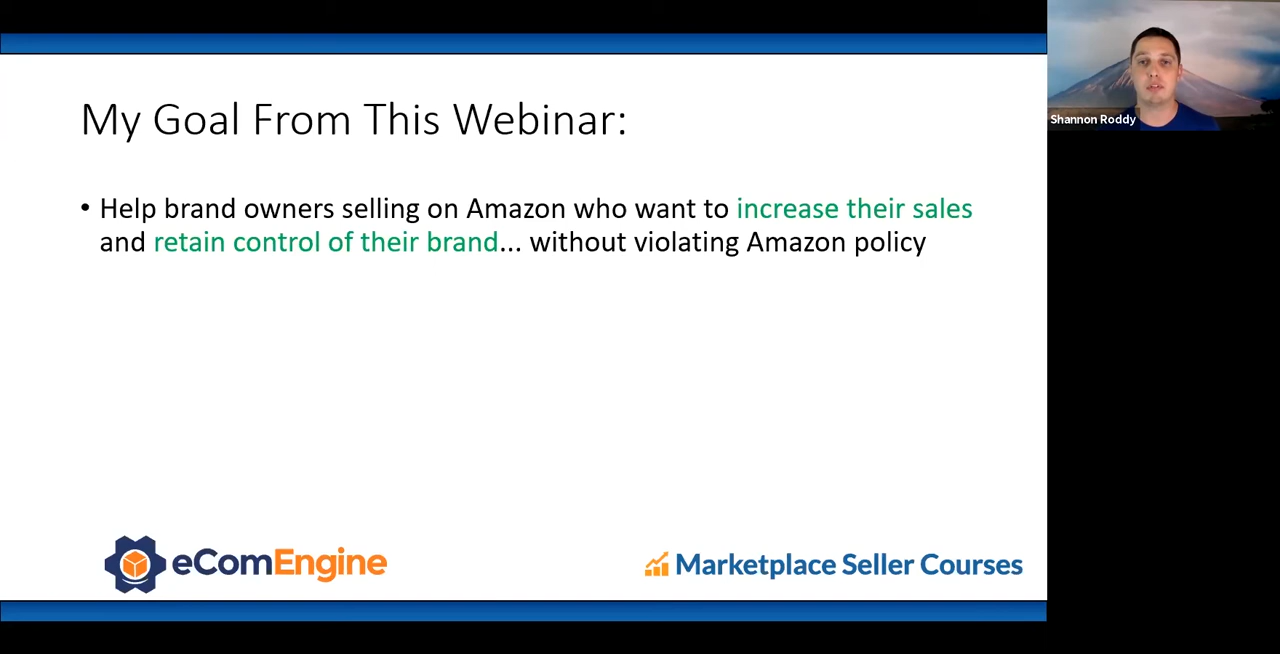 My Goal From This Webinar:
• Help brand owners selling on Amazon who want to increase their sales
and retain control of their brand... without violating Amazon policy
Shannon Roddy
eComEngine
Marketplace Seller Courses